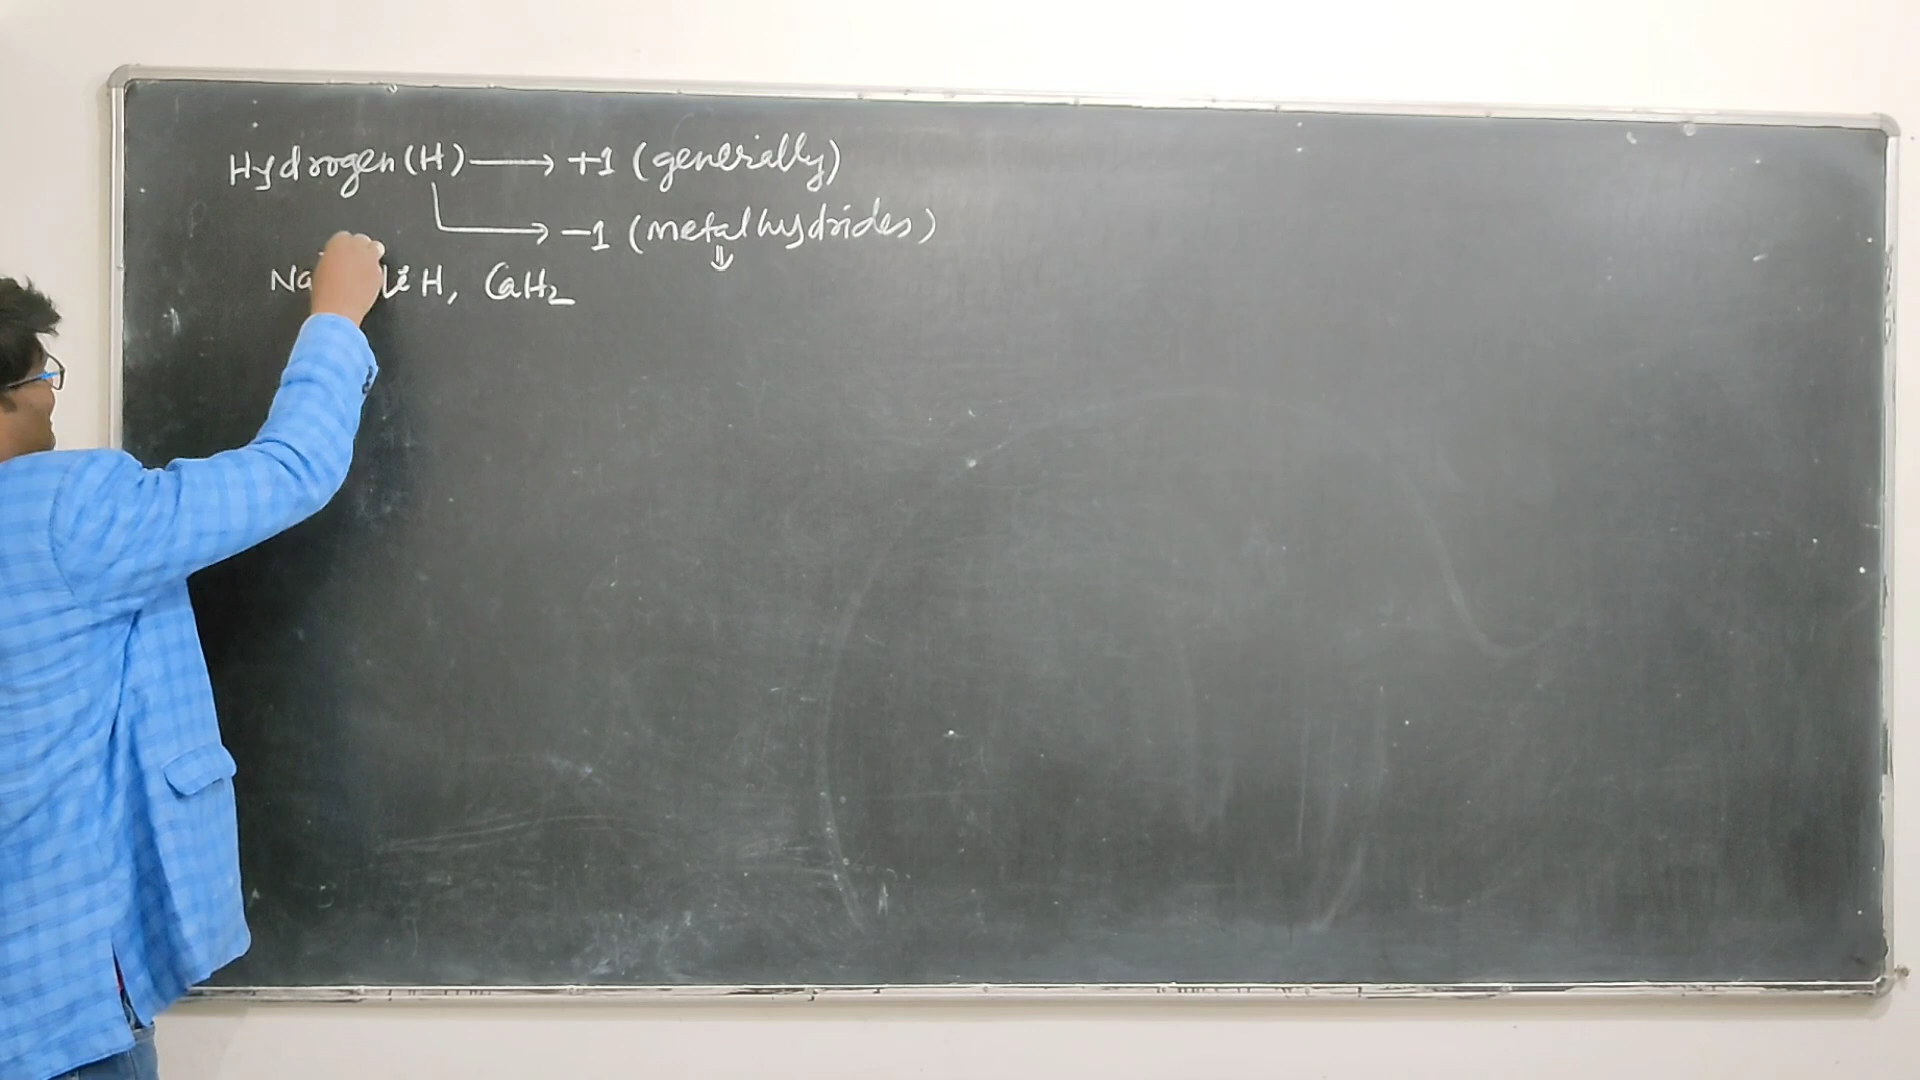 Hydrogen (H) ⟶ +1 (generally)
⟶ -1 (metal hydrides)
⇓
Na LiH, CaH2